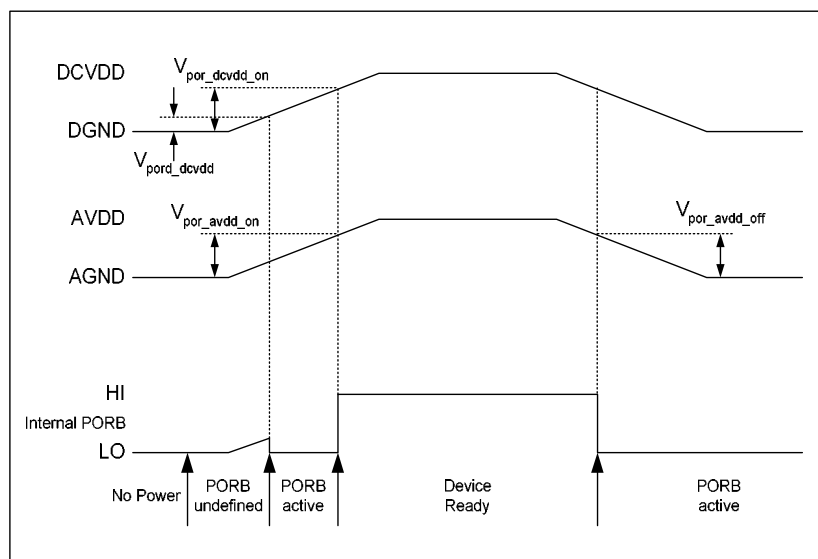 DCVDD
V por_dcvdd_on
DGND
V pord_dcvdd
AVDD
V por_avdd_on
V por_avdd_off
AGND
HI
Internal PORB
LO
No Power
PORB
undefined
PORB
active
Device
Ready
PORB
active